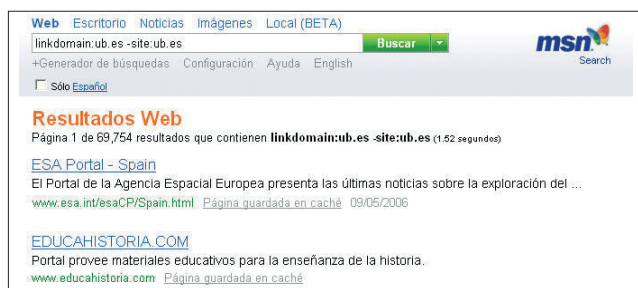 Web Escritorio Noticias Imágenes Local (BETA)
linkdomain:ub.es -site:ub.es Buscar
msn
Search
+Generador de búsquedas Configuración Ayuda English
Sólo Español
Resultados Web
Página 1 de 69,754 resultados que contienen linkdomain:ub.es -site:ub.es (1.52 segundos)
ESA Portal - Spain
El Portal de la Agencia Espacial Europea presenta las últimas noticias sobre la exploración del ...
www.esa.int/esaCP/Spain.html Página guardada en caché 09/05/2006
EDUCAHISTORIA.COM
Portal provee materiales educativos para la enseñanza de la historia.
www.educahistoria.com Página guardada en caché